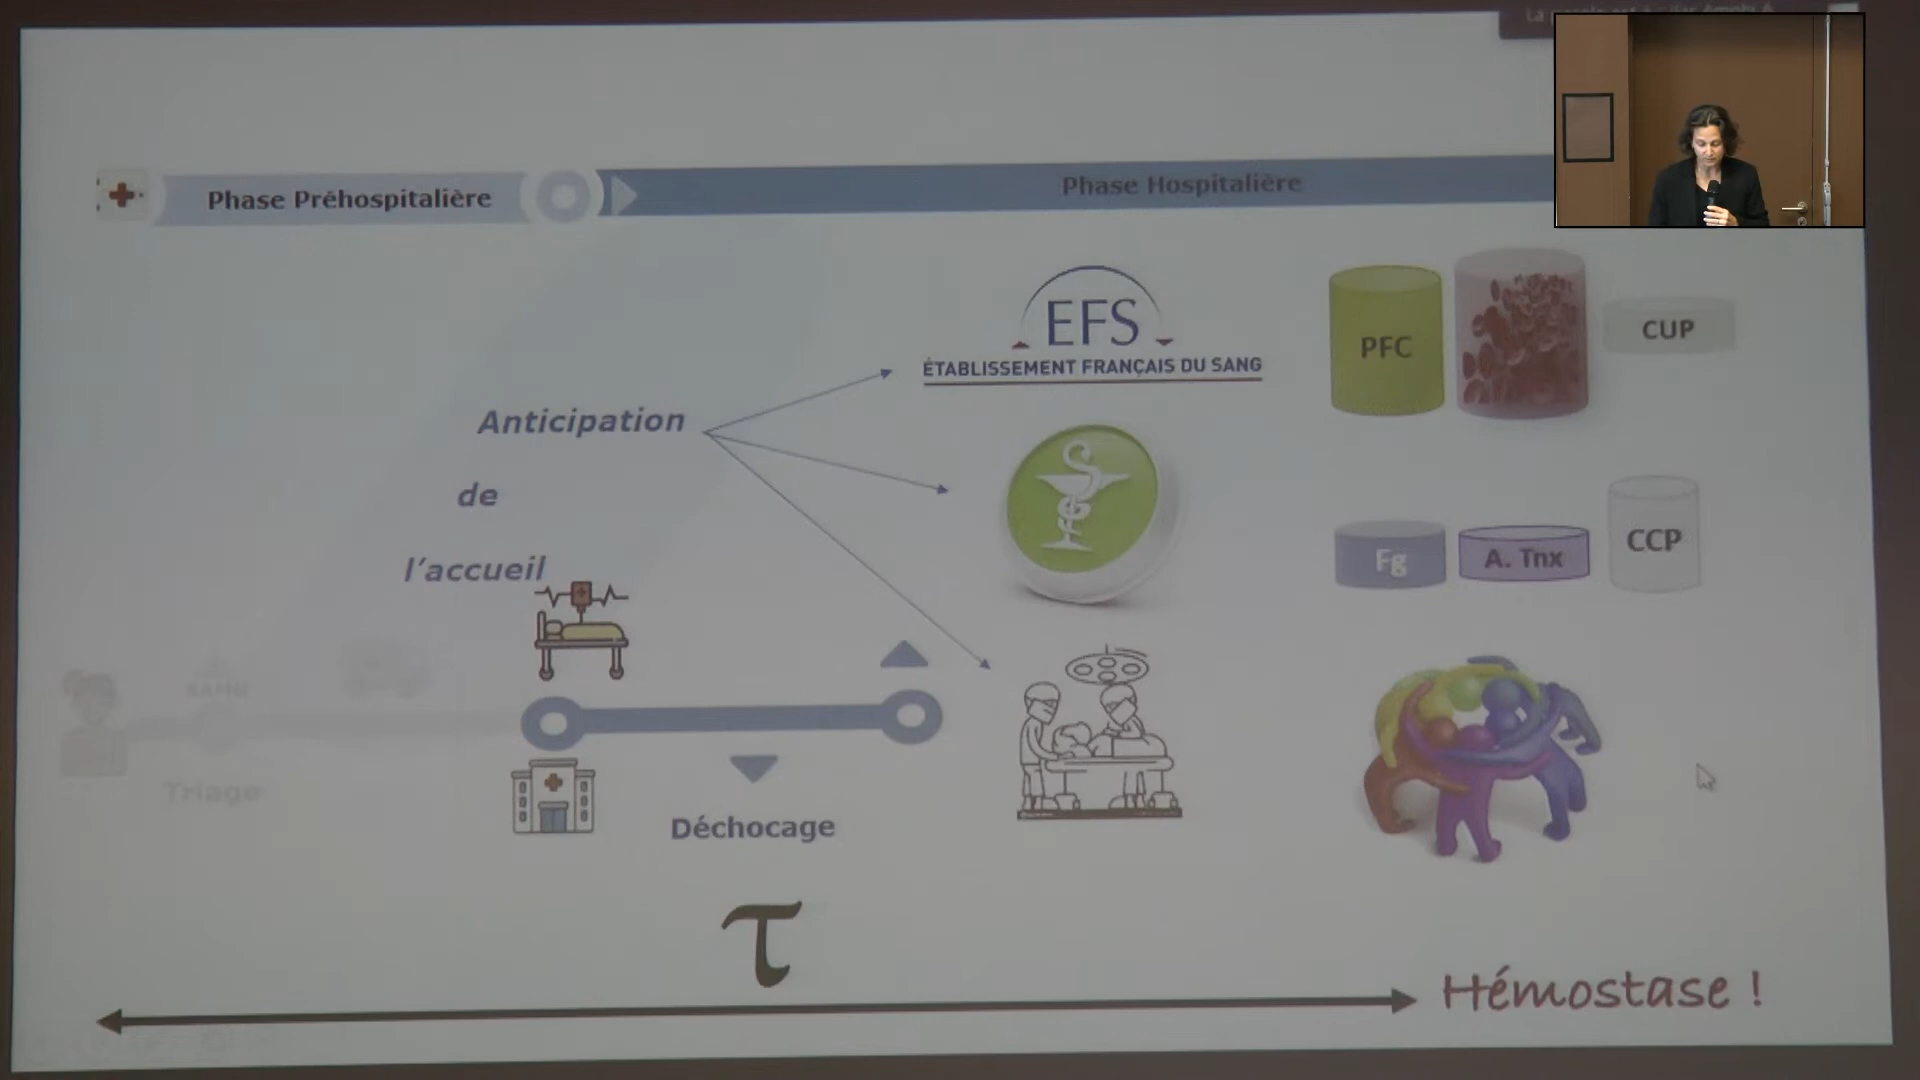 Phase Préhospitalière
Phase Hospitalière
EFS
ÉTABLISSEMENT FRANÇAIS DU SANG
PFC
CUP
Anticipation
de
l'accueil
Fg
A. Tnx
CCP
SAMU
Triage
Déchocage
τ
Hémostase !